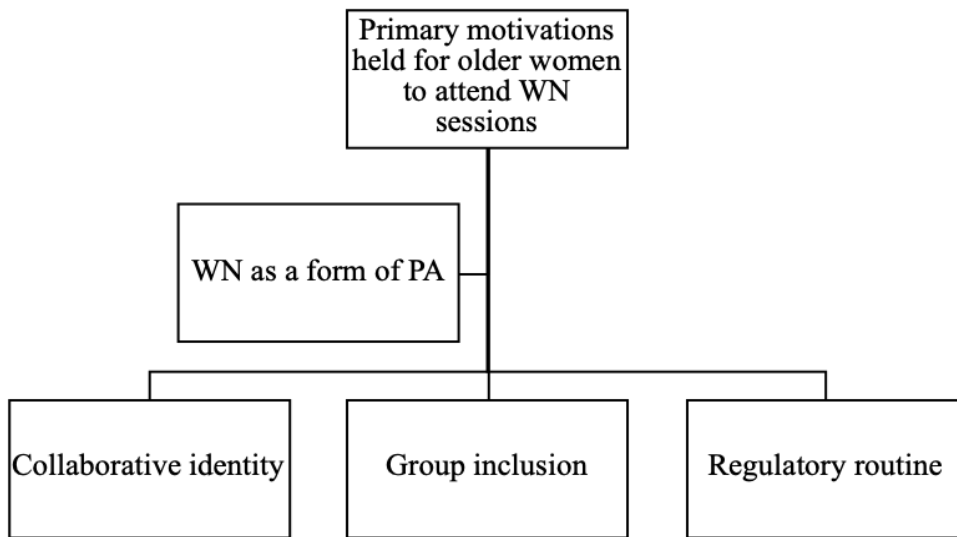 Primary motivations
held for older women
to attend WN
sessions
WN as a form of PA
Collaborative identity
Group inclusion
Regulatory routine